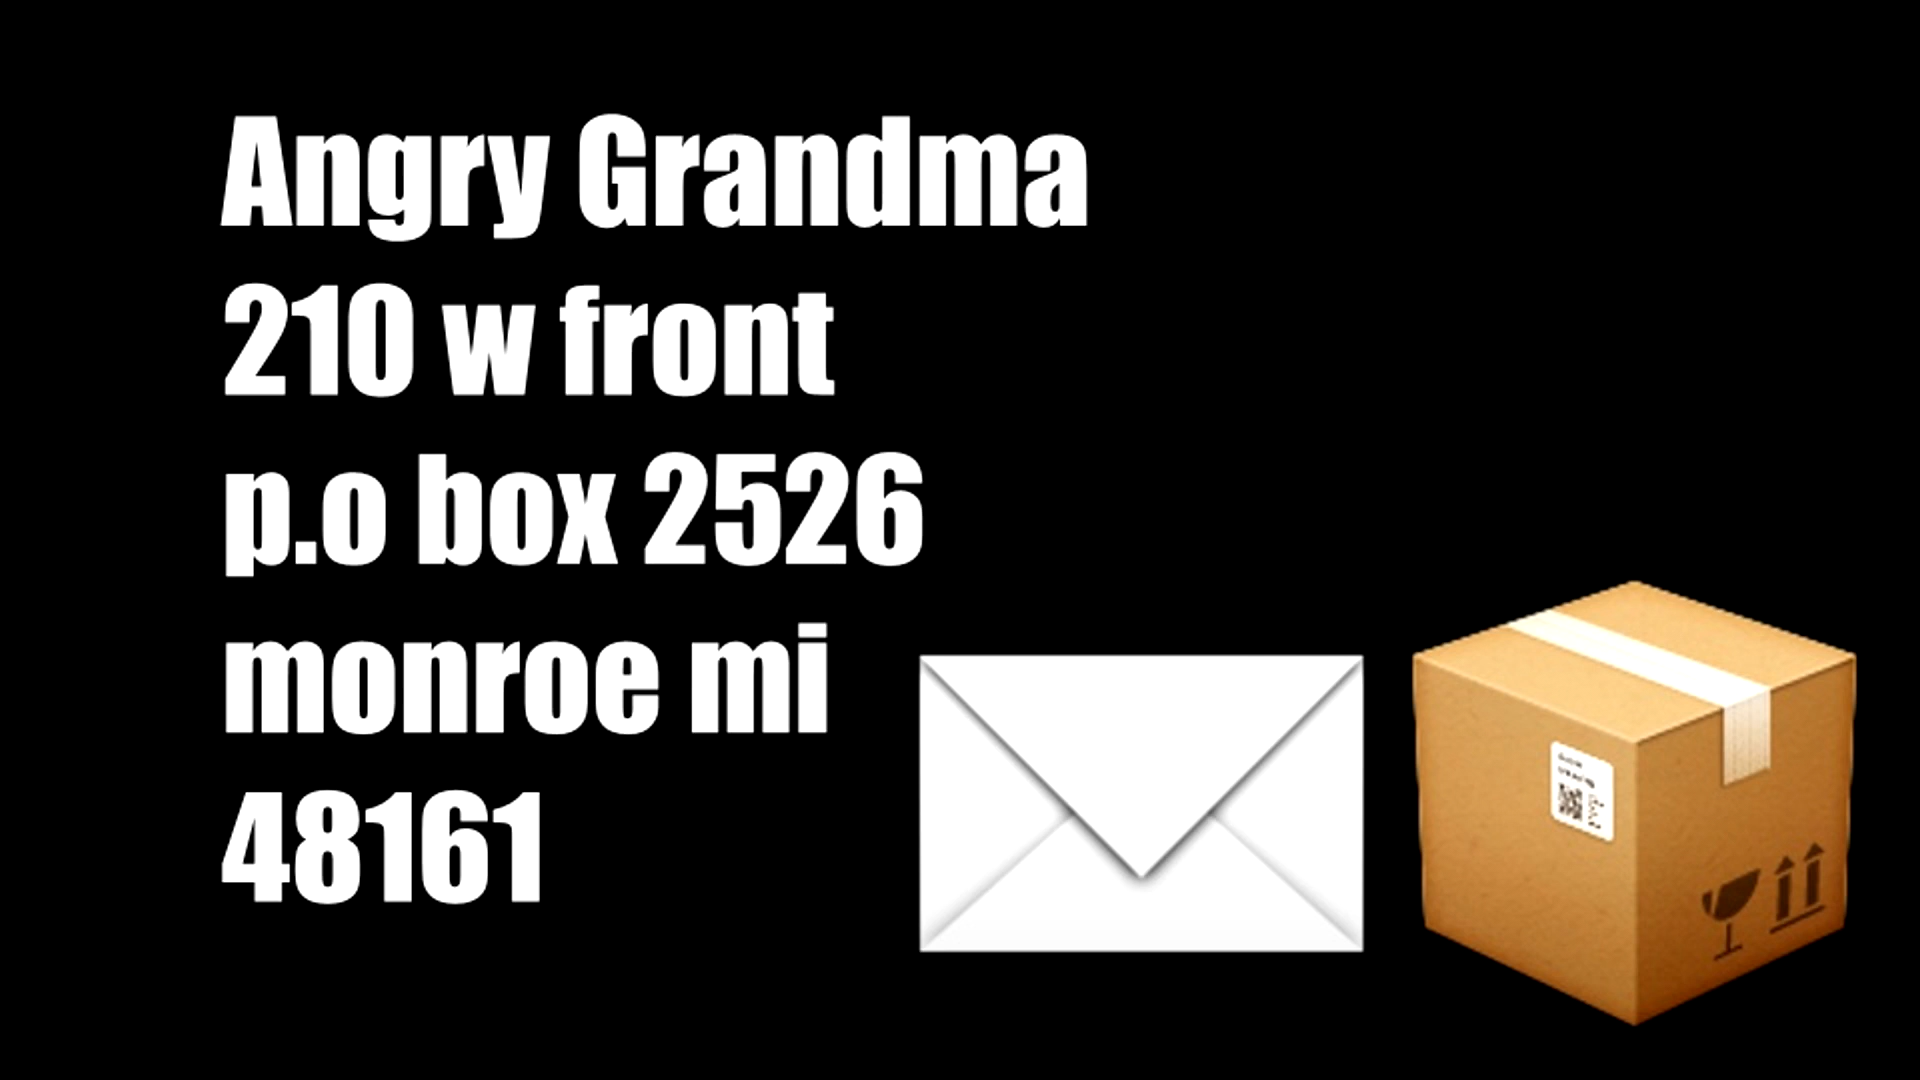 Angry Grandma
210 w front
p.o box 2526
monroe mi
48161